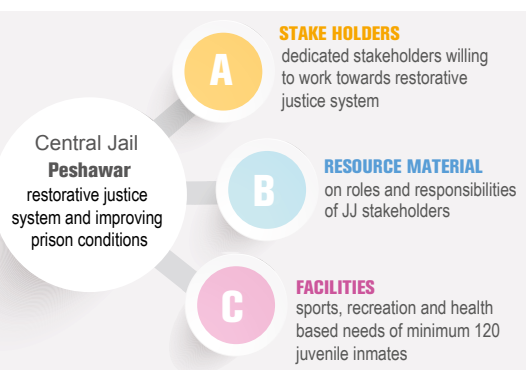 Central Jail
Peshawar
restorative justice
system and improving
prison conditions
A
STAKE HOLDERS
dedicated stakeholders willing
to work towards restorative
justice system
B
RESOURCE MATERIAL
on roles and responsibilities
of JJ stakeholders
C
FACILITIES
sports, recreation and health
based needs of minimum 120
juvenile inmates